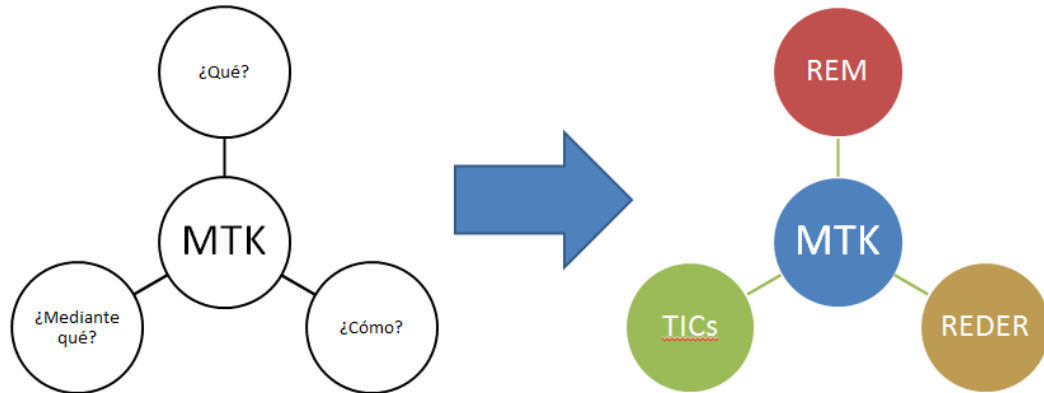 ¿Qué?
MTK
¿Mediante
qué?
¿Cómo?
REM
MTK
TICs
REDER